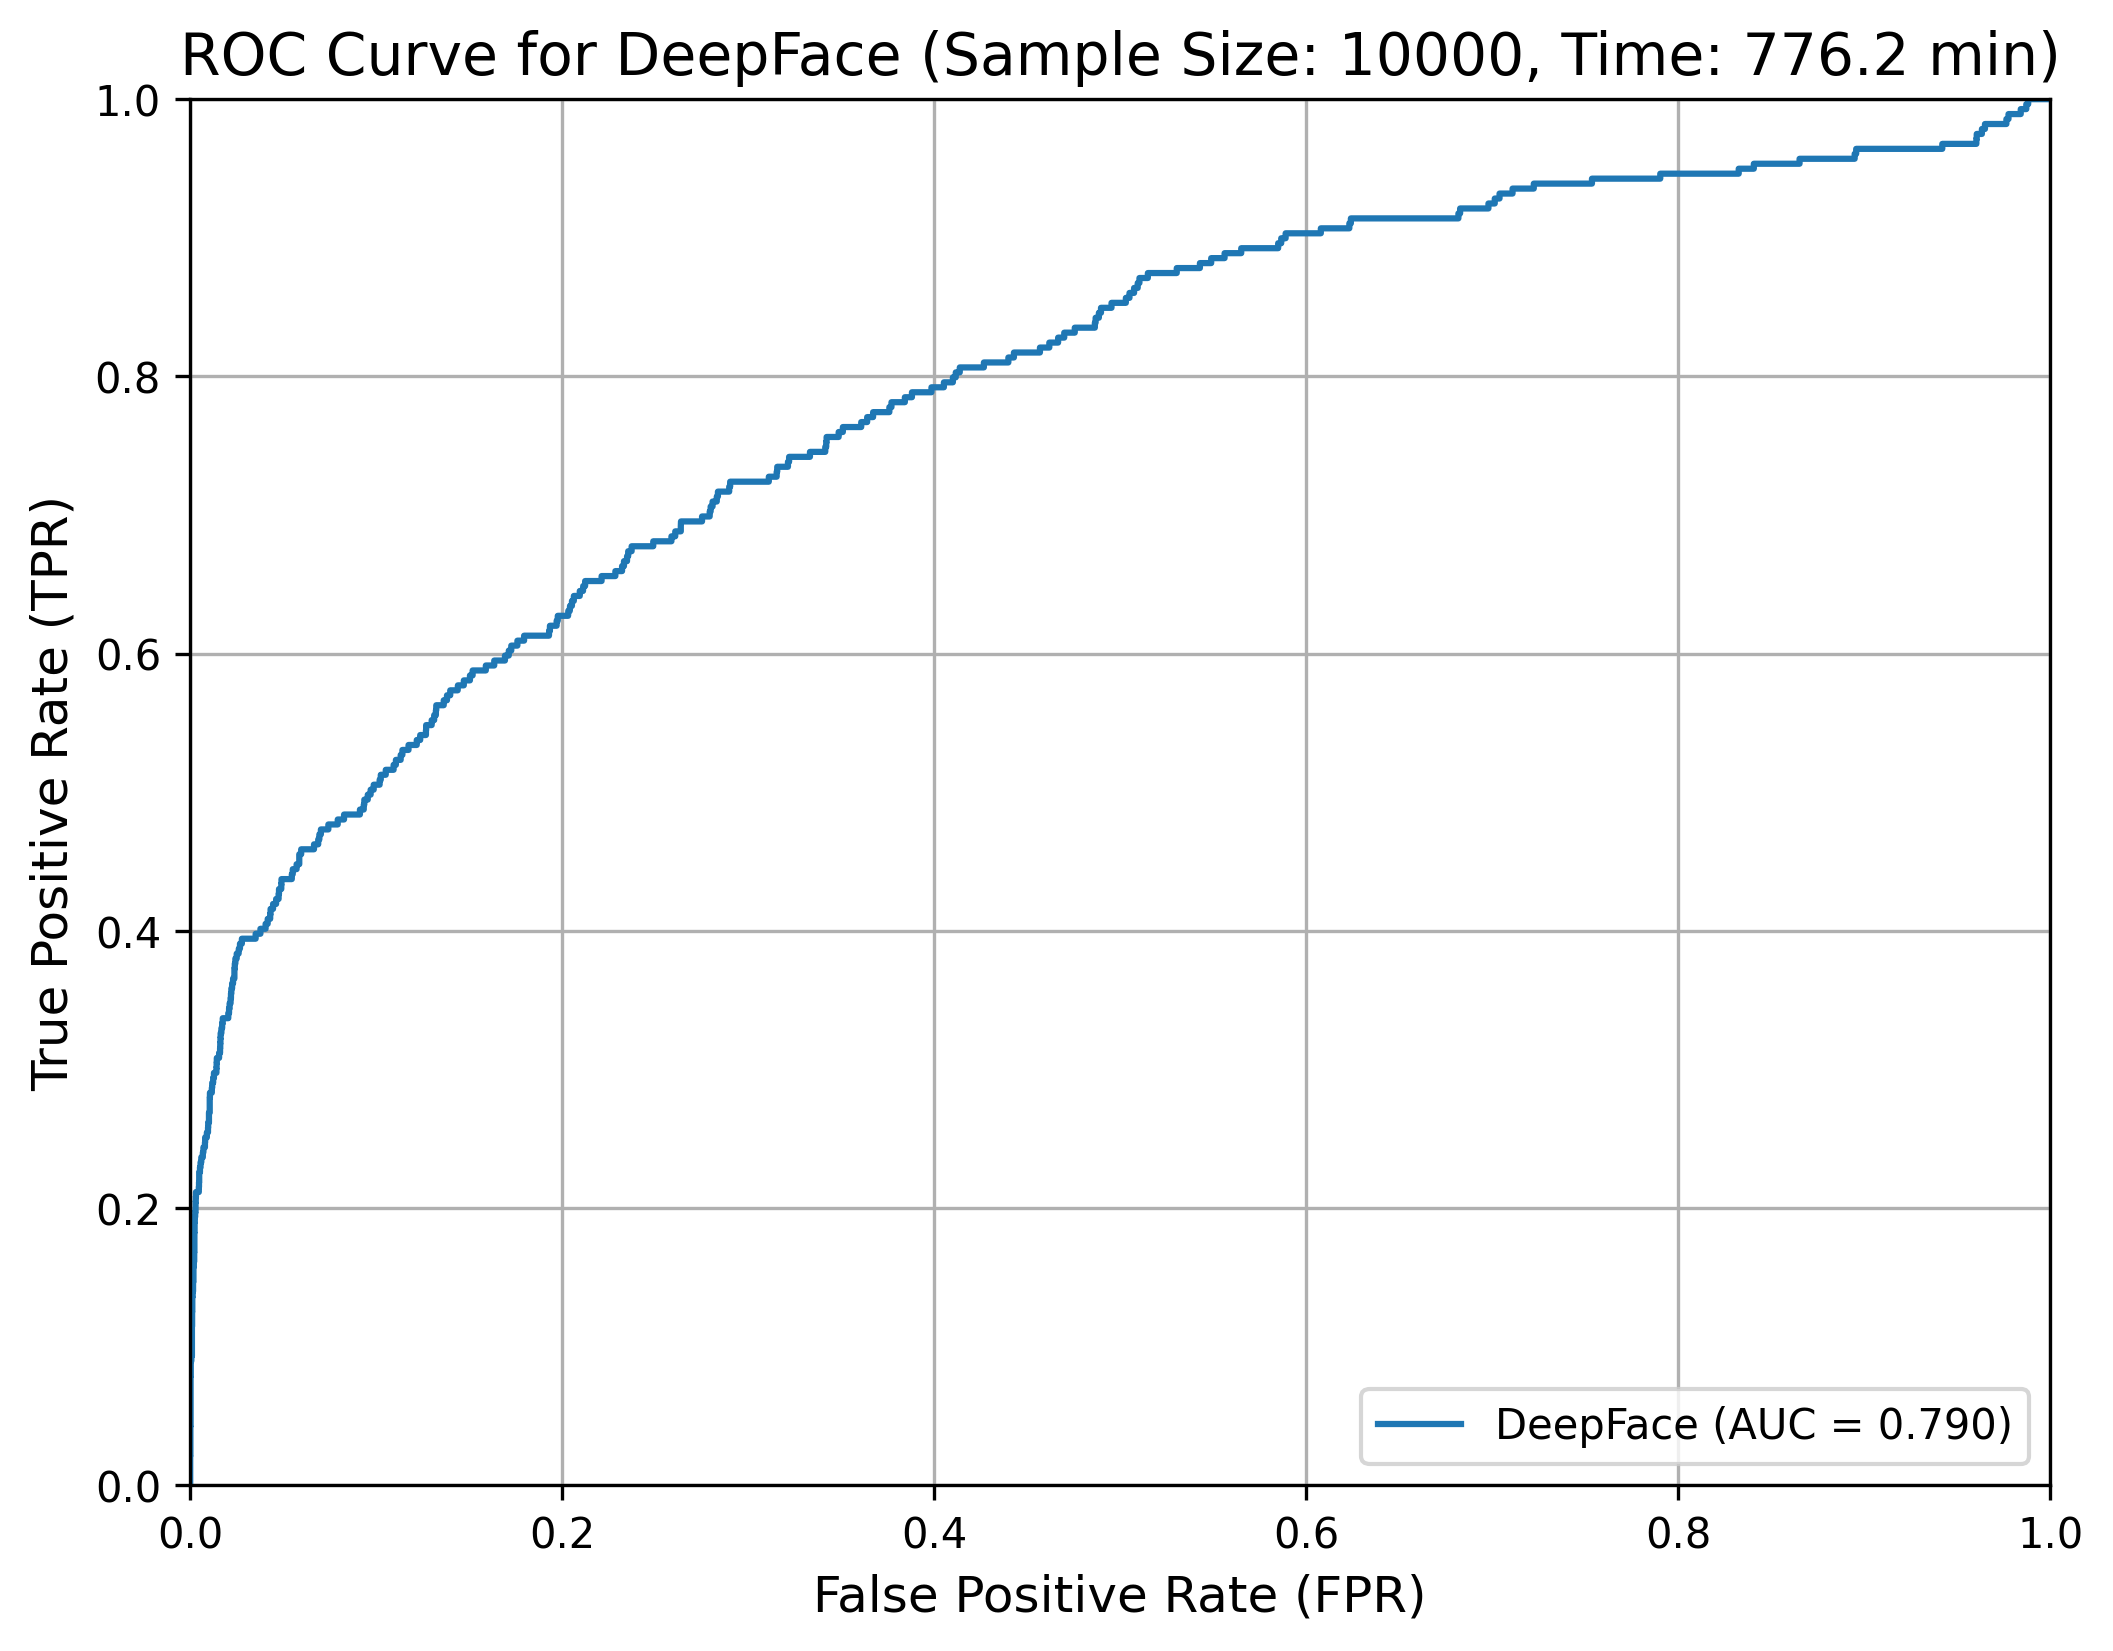 ROC Curve for DeepFace (Sample Size: 10000, Time: 776.2 min)
True Positive Rate (TPR)
1.0
0.8
0.6
0.4
0.2
0.0
DeepFace (AUC = 0.790)
0.0 0.2 0.4 0.6 0.8 1.0
False Positive Rate (FPR)